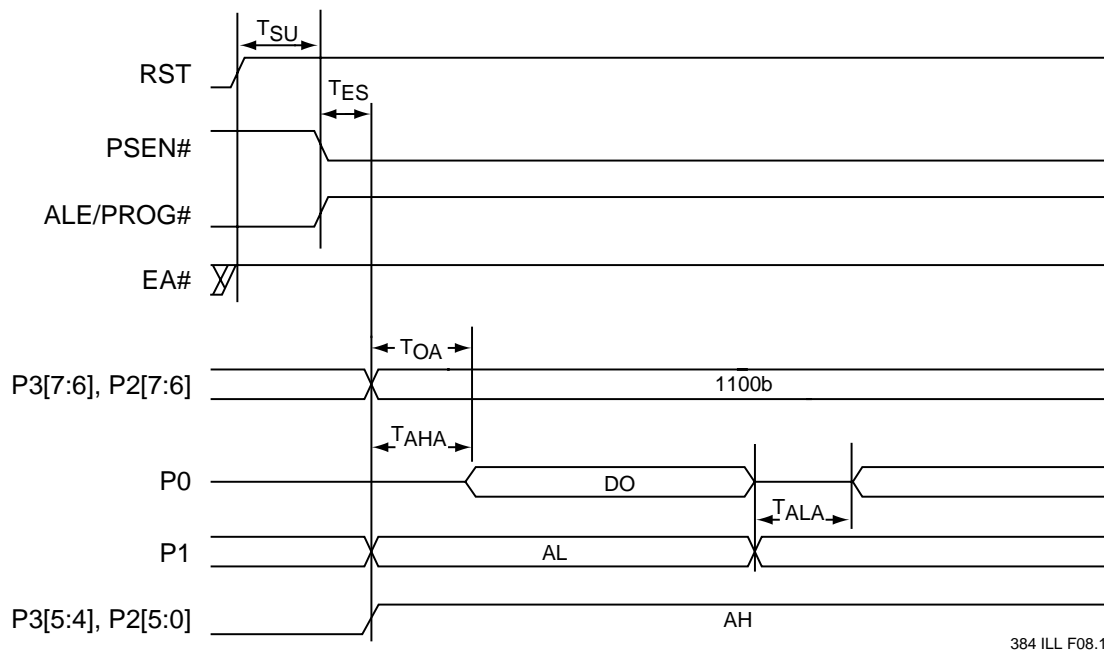 TSU
RST
TES
PSEN#
ALE/PROG#
EA#
TOA
P3[7:6], P2[7:6]
1100b
TAHA
P0
DO
TALA
P1
AL
P3[5:4], P2[5:0]
AH
384 ILL F08.1